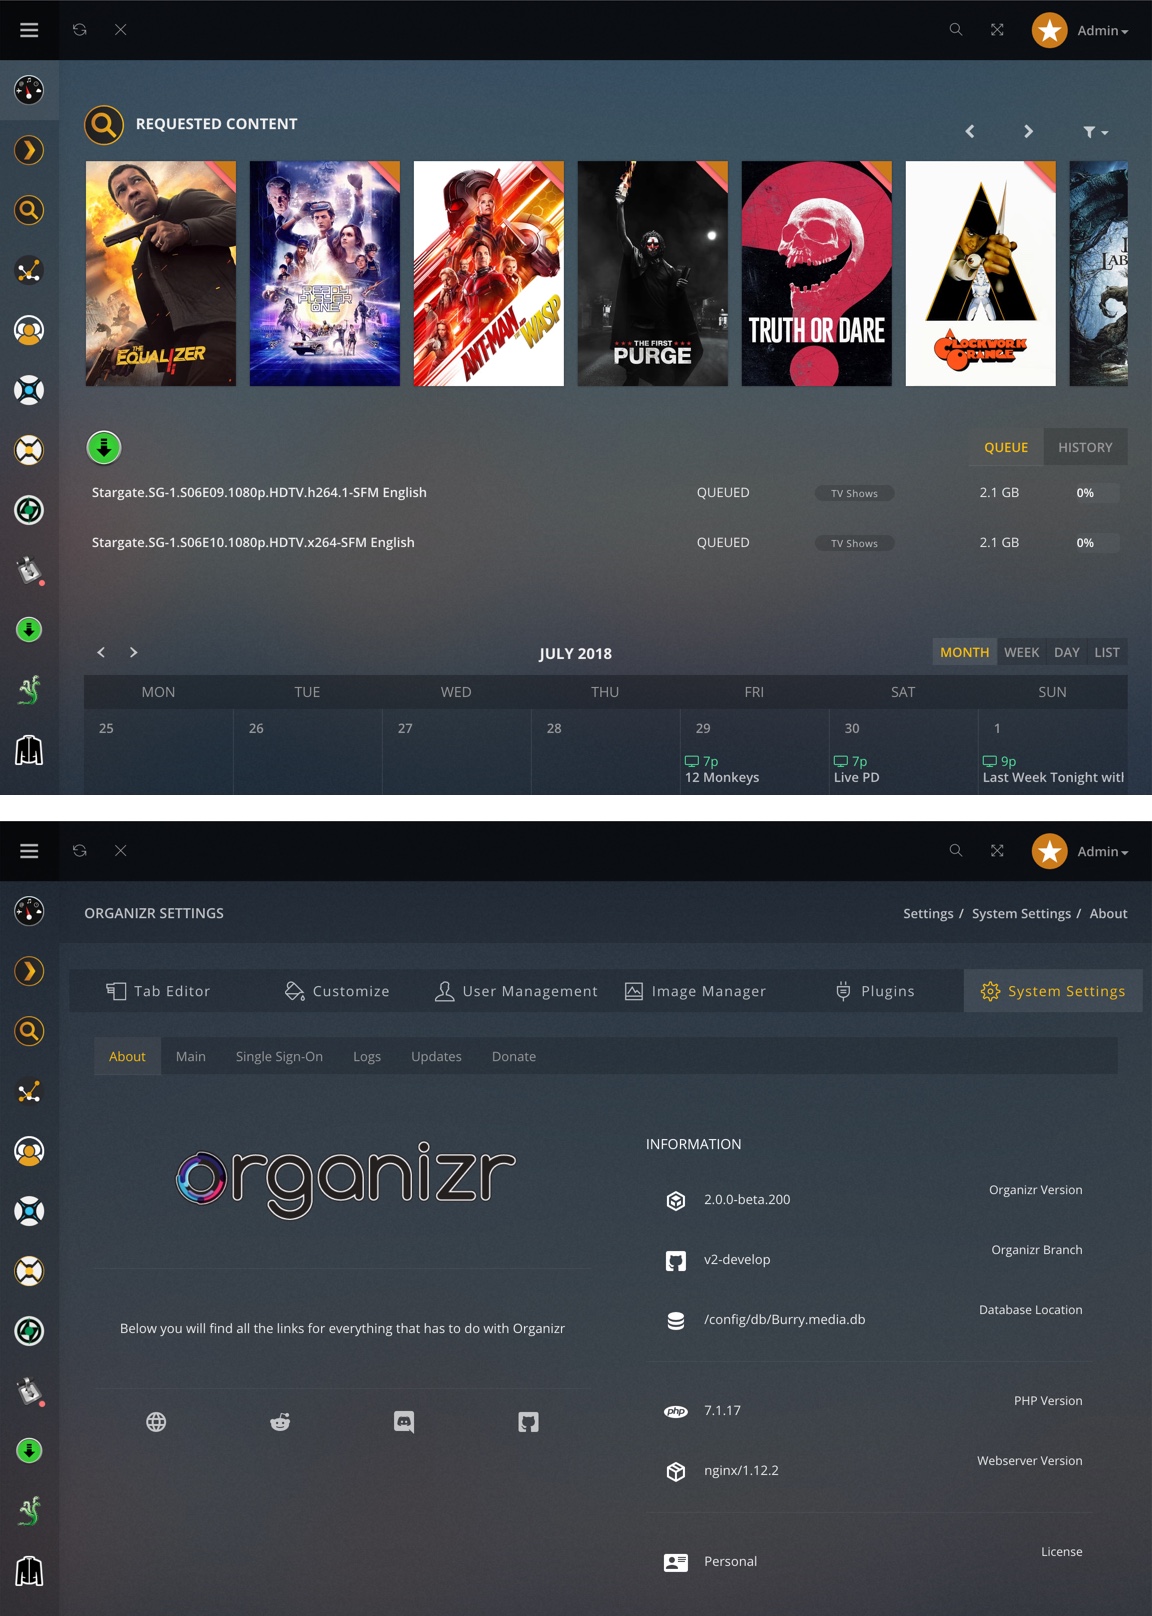 Admin
REQUESTED CONTENT
THE
EQUALIZER
II
READY
PLAYER
ONE
ANT-MAN
AND THE
WASP
THE FIRST
PURGE
TRUTH OR DARE
A
CLOCKWORK
ORANGE
LAB
QUEUE HISTORY
Stargate.SG-1.S06E09.1080p.HDTV.h264.1-SFM English QUEUED TV Shows 2.1 GB 0%
Stargate.SG-1.S06E10.1080p.HDTV.x264-SFM English QUEUED TV Shows 2.1 GB 0%
JULY 2018 MONTH WEEK DAY LIST
MON TUE WED THU FRI SAT SUN
25 26 27 28 29 30 1
7p 7p 9p
12 Monkeys Live PD Last Week Tonight with
Admin
ORGANIZR SETTINGS Settings / System Settings / About
Tab Editor Customize User Management Image Manager Plugins System Settings
About Main Single Sign-On Logs Updates Donate
organizr
INFORMATION
2.0.0-beta.200 Organizr Version
v2-develop Organizr Branch
Below you will find all the links for everything that has to do with Organizr
/config/db/Burry.media.db Database Location
php 7.1.17 PHP Version
nginx/1.12.2 Webserver Version
Personal License